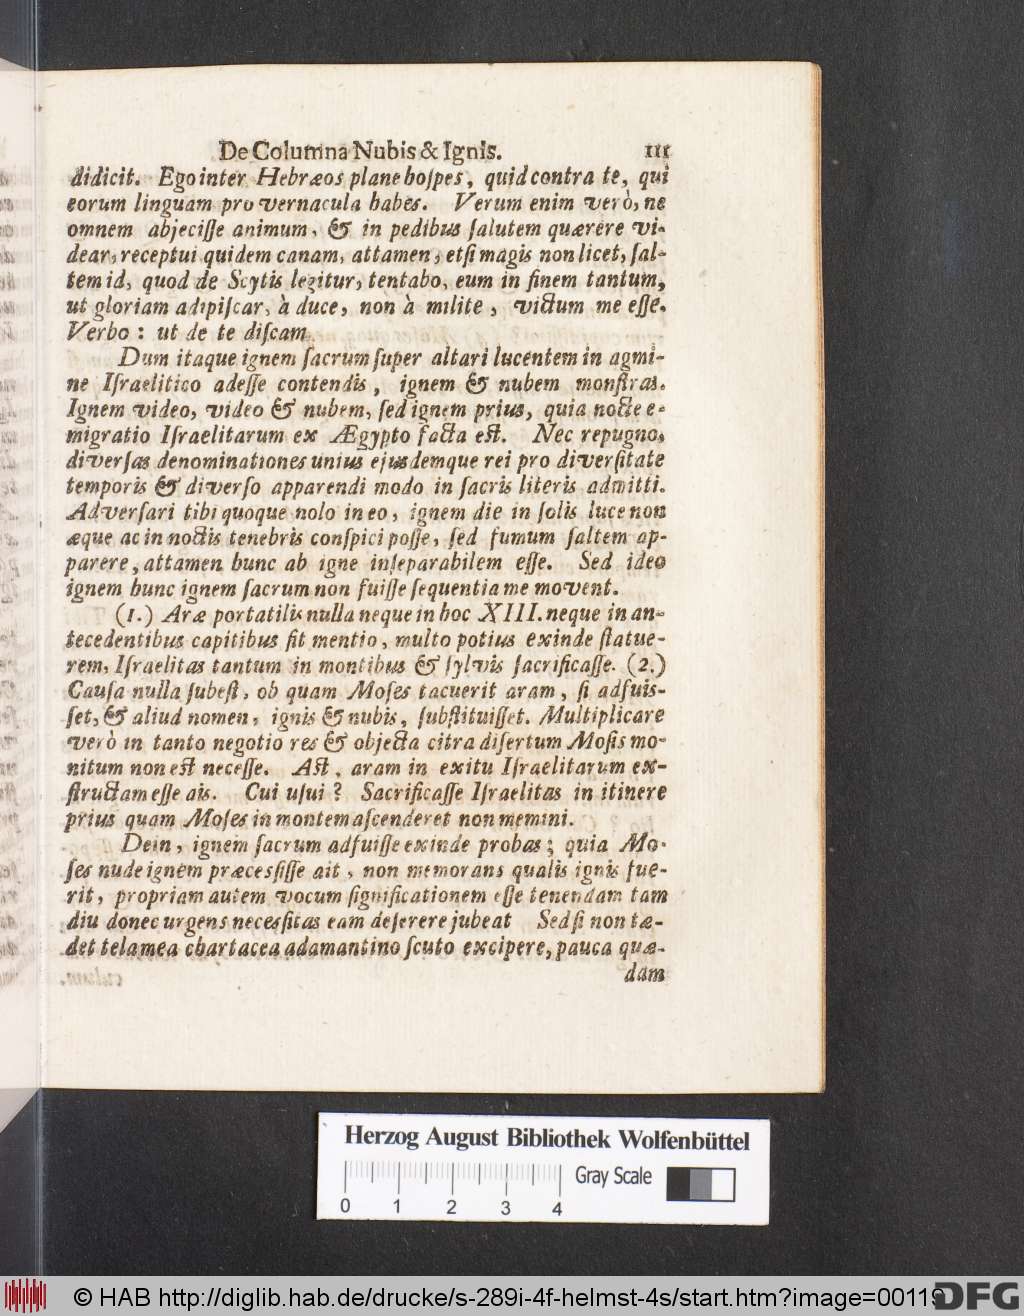 De Columna Nubis & Ignis. 111
didicit. Ego inter Hebræos plane hoſpes, quid contra te, qui
eorum linguam pro vernacula habes. Verum enim verò, ne
omnem abjeciſſe animum, & in pedibus ſalutem quærere vi-
dear, receptui quidem canam, attamen, etſi magis non licet, ſal-
tem id, quod de Scytis legitur, tentabo, eum in finem tantum,
ut gloriam adipiſcar, à duce, non à milite, victum me eſſe.
Verbo: ut de te diſcam.
Dum itaque ignem ſacrum ſuper altari lucentem in agmi-
ne Iſraelitico adeſſe contendis, ignem & nubem monſtras.
Ignem video, video & nubem, ſed ignem prius, quia nocte e-
migratio Iſraelitarum ex Ægypto facta eſt. Nec repugno,
diverſas denominationes unius ejusdemque rei pro diverſitate
temporis & diverſo apparendi modo in ſacris literis admitti.
Adverſari tibi quoque nolo in eo, ignem die in ſolis luce non
æque ac in noctis tenebris conſpici poſſe, ſed fumum ſaltem ap-
parere, attamen hunc ab igne inſeparabilem eſſe. Sed ideo
ignem hunc ignem ſacrum non fuiſſe ſequentia me movent.
(1.) Aræ portatilis nulla neque in hoc XIII. neque in an-
tecedentibus capitibus fit mentio, multo potius exinde ſtatue-
rem, Iſraelitas tantum in montibus & ſylvis ſacrificaſſe. (2.)
Cauſa nulla ſubeſt, ob quam Moſes tacuerit aram, ſi adfuiſ-
ſet, & aliud nomen, ignis & nubis, ſubſtituiſſet. Multiplicare
verò in tanto negotio res & objecta citra diſertum Moſis mo-
nitum non eſt neceſſe. Aſt, aram in exitu Iſraelitarum ex-
ſtructam eſſe ais. Cui uſui? Sacrificaſſe Iſraelitas in itinere
prius quam Moſes in montem aſcenderet non memini.
Dein, ignem ſacrum adfuiſſe exinde probas; quia Mo-
ſes nude ignem præceſſiſſe ait, non memorans qualis ignis fue-
rit, propriam autem vocum ſignificationem eſſe tenendam tam
diu donec urgens neceſſitas eam deſerere jubeat Sed ſi non tæ-
det tela mea chartacea adamantino ſcuto excipere, pauca quæ-
dam
Herzog August Bibliothek Wolfenbüttel
Gray Scale
0 1 2 3 4
© HAB http://diglib.hab.de/drucke/s-289i-4f-helmst-4s/start.htm?image=00119
DFG